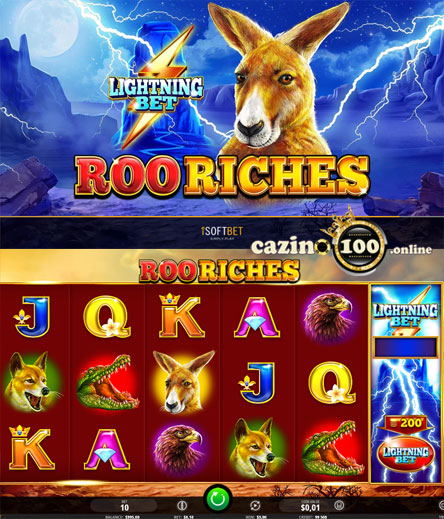 LIGHTNING
BET
ROO RICHES
iSOFTBET
SIMPLY PLAY
cazino 100 .online
ROO RICHES
J Q K A
LIGHTNING
BET
J Q
200
LIGHTNING
BET
K A
BET
10
COIN VALUE
$0,01
BALANCE: $995,00
BET: $0,10
WIN: $0,00
CREDIT: 99 500